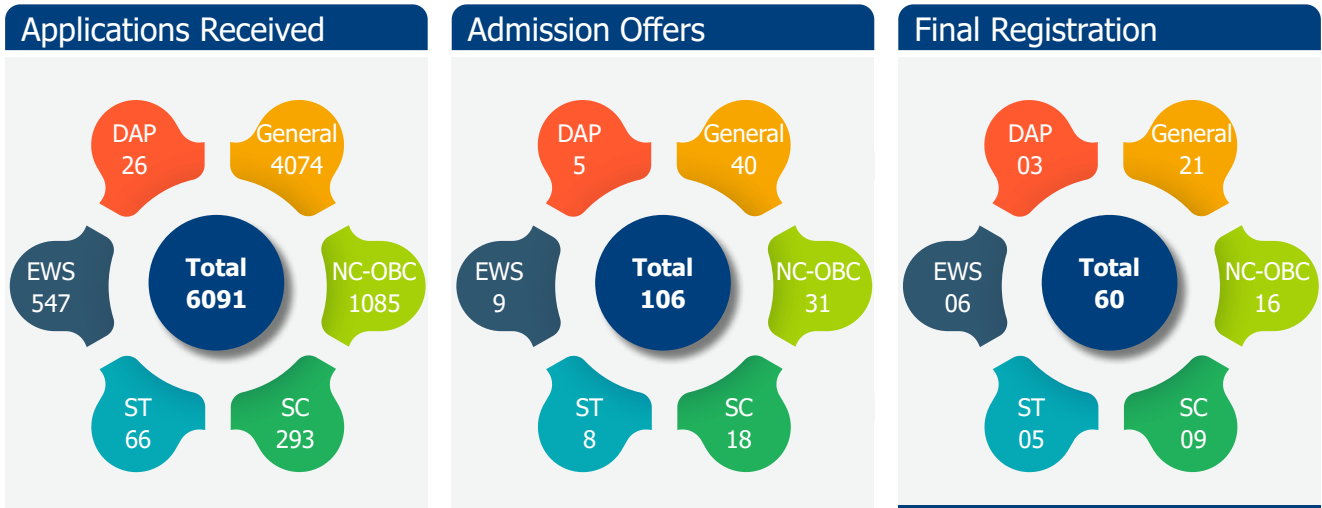 Applications Received
DAP
26
General
4074
EWS
547
Total
6091
NC-OBC
1085
ST
66
SC
293
Admission Offers
DAP
5
General
40
EWS
9
Total
106
NC-OBC
31
ST
8
SC
18
Final Registration
DAP
03
General
21
EWS
06
Total
60
NC-OBC
16
ST
05
SC
09